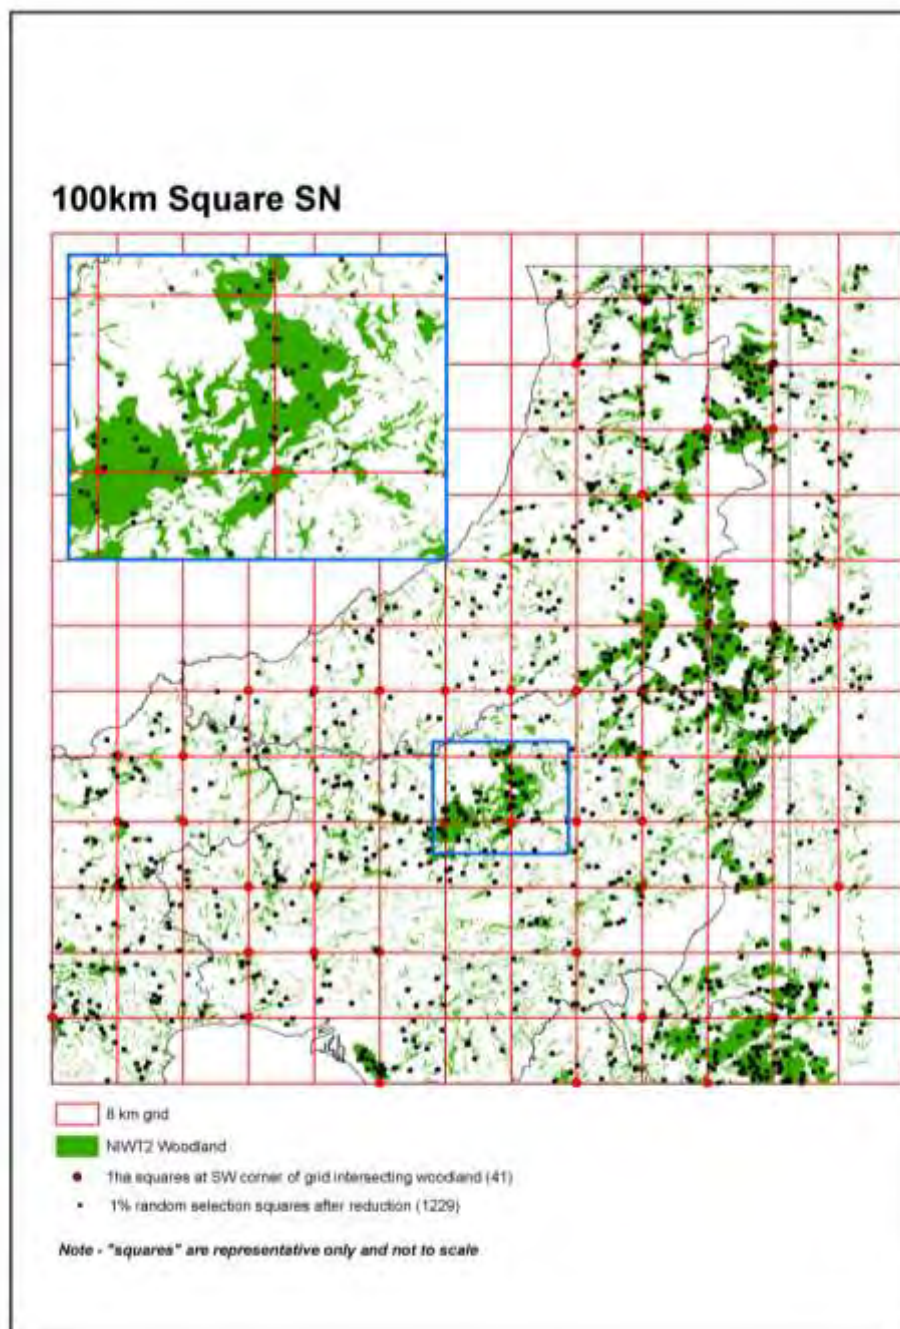 100km Square SN
8 km grid
NIWT2 Woodland
1ha squares at SW corner of grid intersecting woodland (41)
1% random selection squares after reduction (1229)
Note - "squares" are representative only and not to scale